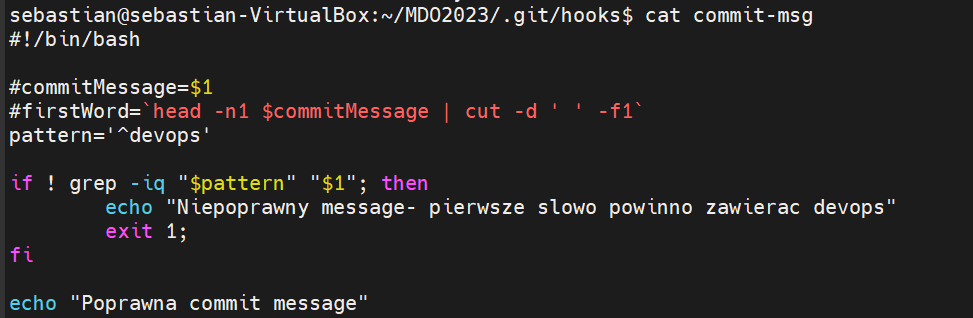 sebastian@sebastian-VirtualBox:~/MDO2023/.git/hooks$ cat commit-msg
#!/bin/bash

#commitMessage=$1
#firstWord=`head -n1 $commitMessage | cut -d ' ' -f1`
pattern='^devops'

if ! grep -iq "$pattern" "$1"; then
        echo "Niepoprawny message- pierwsze slowo powinno zawierac devops"
        exit 1;
fi

echo "Poprawna commit message"